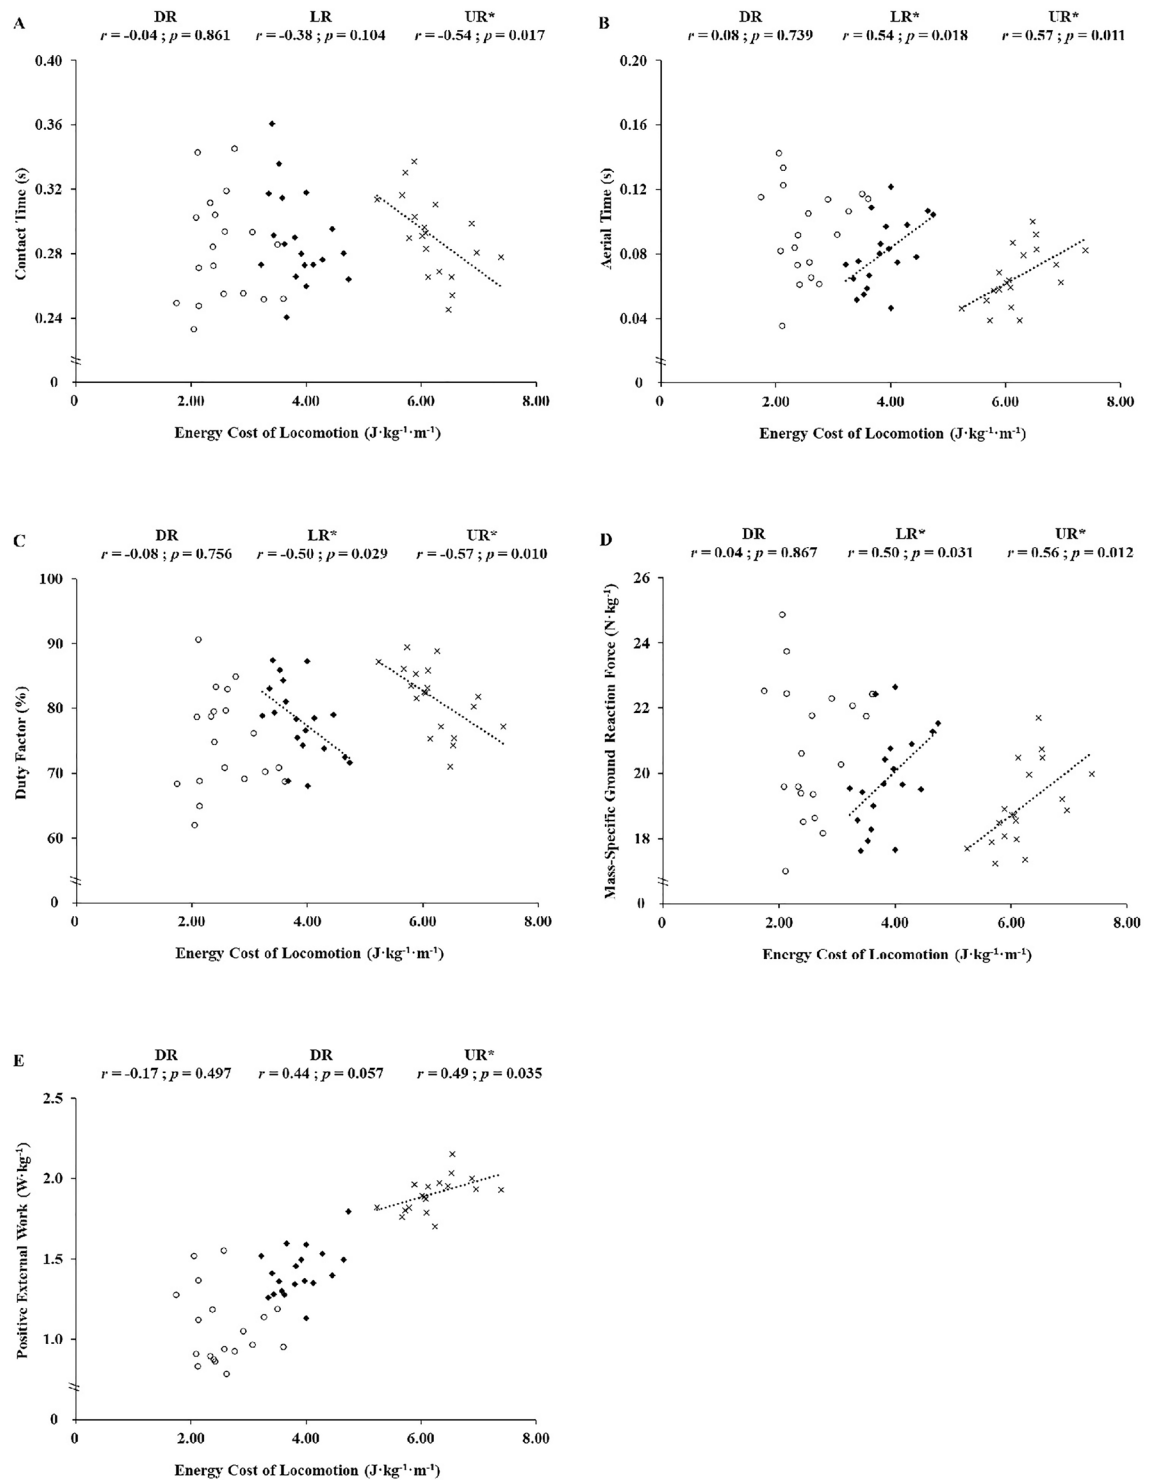 A
DR LR UR*
r = -0.04 ; p = 0.861 r = -0.38 ; p = 0.104 r = -0.54 ; p = 0.017
0.40
0.36
0.32
0.28
0.24
0
Contact Time (s)
0 2.00 4.00 6.00 8.00
Energy Cost of Locomotion (J·kg⁻¹·m⁻¹)
B
DR LR* UR*
r = 0.08 ; p = 0.739 r = 0.54 ; p = 0.018 r = 0.57 ; p = 0.011
0.20
0.16
0.12
0.08
0.04
0
Aerial Time (s)
0 2.00 4.00 6.00 8.00
Energy Cost of Locomotion (J·kg⁻¹·m⁻¹)
C
DR LR* UR*
r = -0.08 ; p = 0.756 r = -0.50 ; p = 0.029 r = -0.57 ; p = 0.010
100
90
80
70
60
0
Duty Factor (%)
0 2.00 4.00 6.00 8.00
Energy Cost of Locomotion (J·kg⁻¹·m⁻¹)
D
DR LR* UR*
r = 0.04 ; p = 0.867 r = 0.50 ; p = 0.031 r = 0.56 ; p = 0.012
26
24
22
20
18
0
Mass-Specific Ground Reaction Force (N·kg⁻¹)
0 2.00 4.00 6.00 8.00
Energy Cost of Locomotion (J·kg⁻¹·m⁻¹)
E
DR DR UR*
r = -0.17 ; p = 0.497 r = 0.44 ; p = 0.057 r = 0.49 ; p = 0.035
2.5
2.0
1.5
1.0
0
Positive External Work (W·kg⁻¹)
0 2.00 4.00 6.00 8.00
Energy Cost of Locomotion (J·kg⁻¹·m⁻¹)